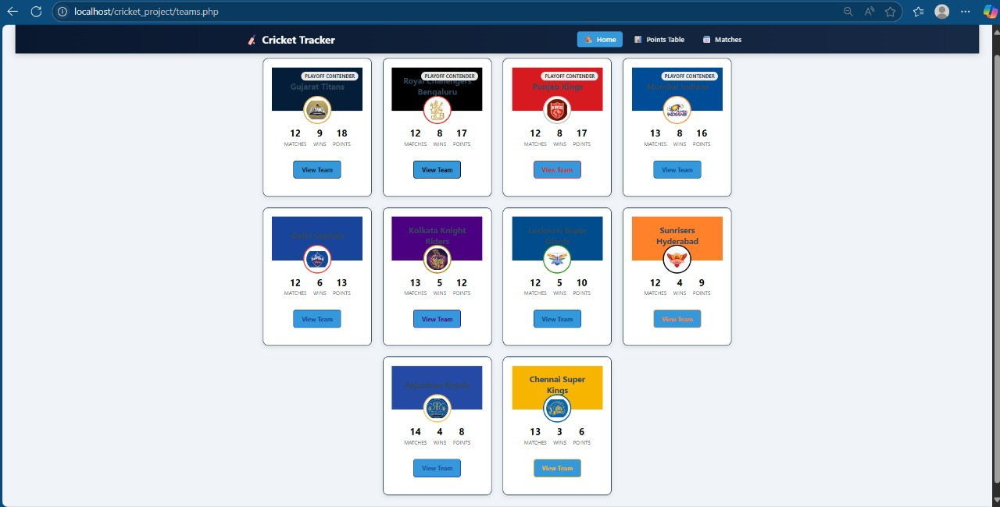 localhost/cricket_project/teams.php
Cricket Tracker
Home
Points Table
Matches
PLAYOFF CONTENDER
Gujarat Titans
12 9 18
MATCHES WINS POINTS
View Team
PLAYOFF CONTENDER
Royal Challengers
Bengaluru
12 8 17
MATCHES WINS POINTS
View Team
PLAYOFF CONTENDER
Punjab Kings
12 8 17
MATCHES WINS POINTS
View Team
PLAYOFF CONTENDER
Mumbai Indians
13 8 16
MATCHES WINS POINTS
View Team
Delhi Capitals
12 6 13
MATCHES WINS POINTS
View Team
Kolkata Knight
Riders
13 5 12
MATCHES WINS POINTS
View Team
Lucknow Super
Giants
12 5 10
MATCHES WINS POINTS
View Team
Sunrisers
Hyderabad
12 4 9
MATCHES WINS POINTS
View Team
Rajasthan Royals
14 4 8
MATCHES WINS POINTS
View Team
Chennai Super
Kings
13 3 6
MATCHES WINS POINTS
View Team